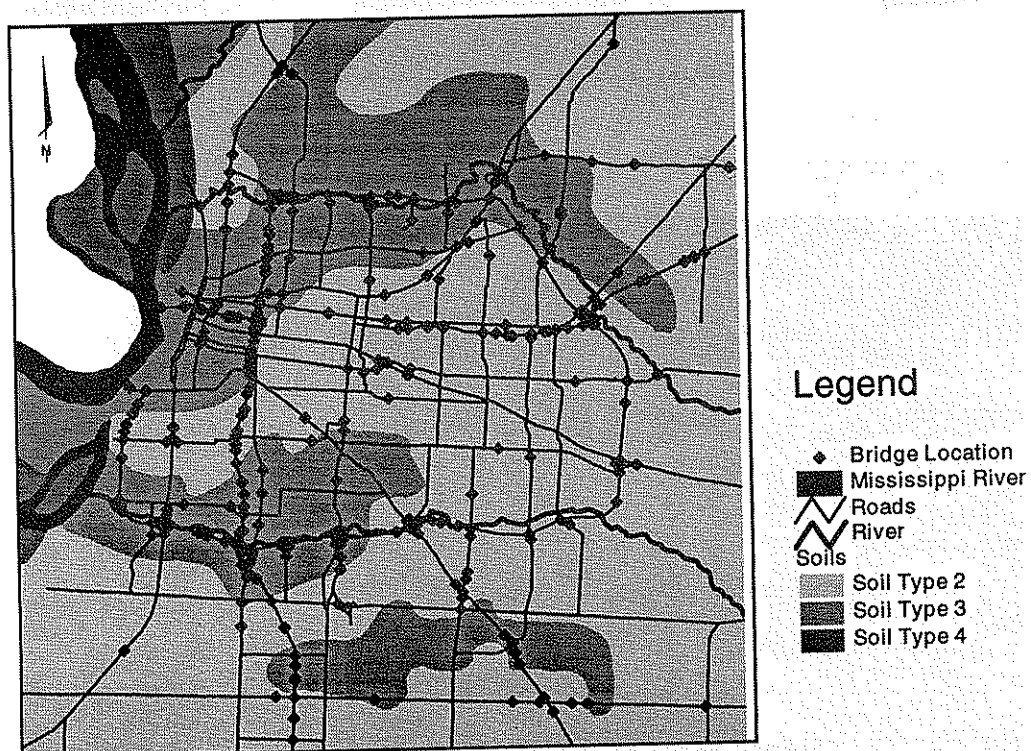 N
Legend
Bridge Location
Mississippi River
Roads
River
Soils
Soil Type 2
Soil Type 3
Soil Type 4